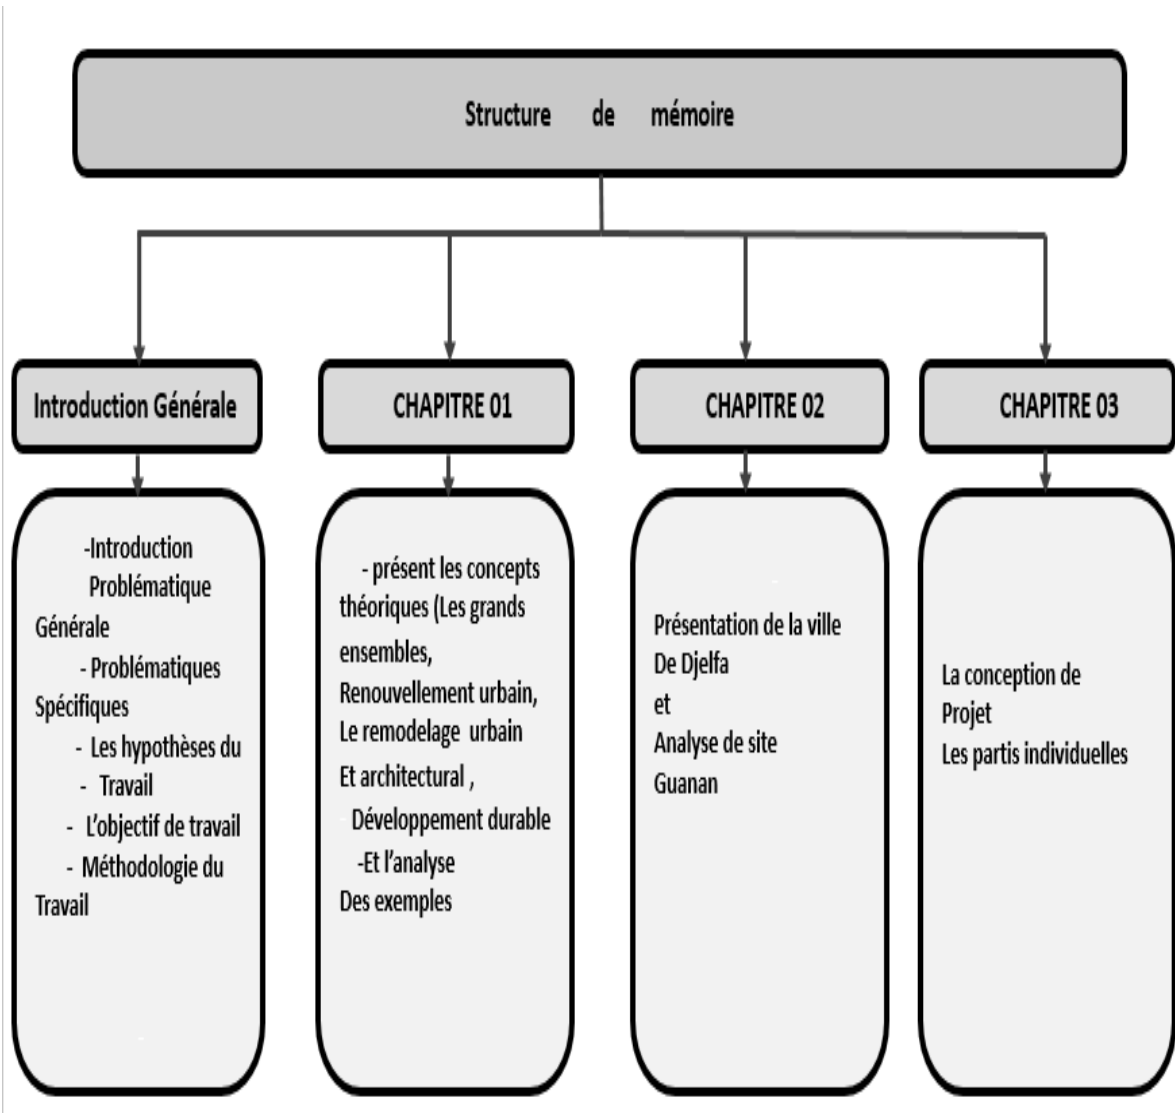 Structure de mémoire
Introduction Générale
-Introduction
Problématique
Générale
- Problématiques
Spécifiques
- Les hypothèses du
- Travail
- L'objectif de travail
- Méthodologie du
Travail
CHAPITRE 01
- présent les concepts
théoriques (Les grands
ensembles,
Renouvellement urbain,
Le remodelage urbain
Et architectural ,
Développement durable
-Et l'analyse
Des exemples
CHAPITRE 02
Présentation de la ville
De Djelfa
et
Analyse de site
Guanan
CHAPITRE 03
La conception de
Projet
Les partis individuelles